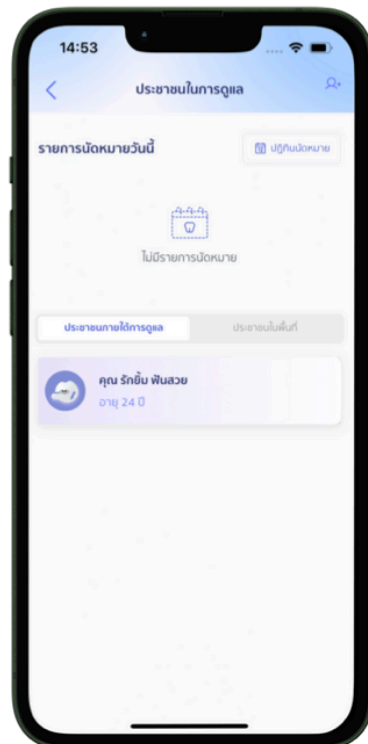 14:53
ประชาชนในการดูแล
รายการนัดหมายวันนี้
ปฏิทินนัดหมาย
ไม่มีรายการนัดหมาย
ประชาชนภายใต้การดูแล
ประชาชนในพื้นที่
คุณ รักยิ้ม ฟันสวย
อายุ 24 ปี